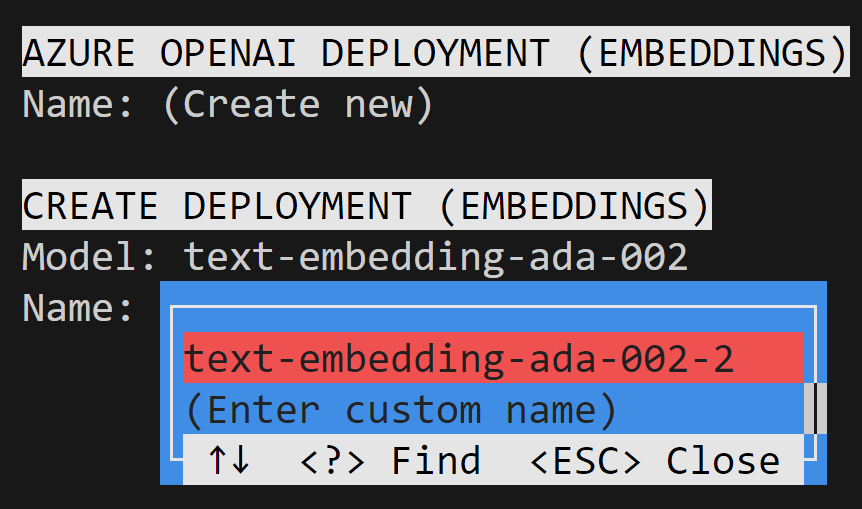 AZURE OPENAI DEPLOYMENT (EMBEDDINGS)
Name: (Create new)
CREATE DEPLOYMENT (EMBEDDINGS)
Model: text-embedding-ada-002
Name:
text-embedding-ada-002-2
(Enter custom name)
↑↓ <?> Find <ESC> Close